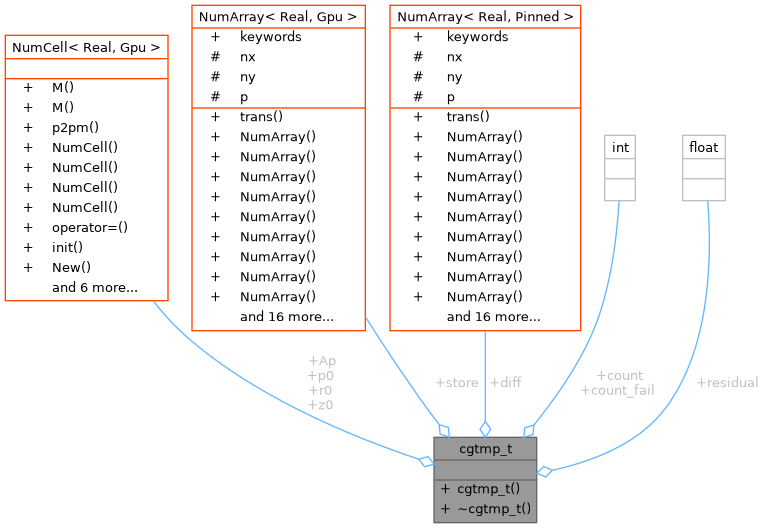 NumCell< Real, Gpu >
+ M()
+ M()
+ p2pm()
+ NumCell()
+ NumCell()
+ NumCell()
+ NumCell()
+ operator=()
+ init()
+ New()
and 6 more...
NumArray< Real, Gpu >
+ keywords
# nx
# ny
# p
+ trans()
+ NumArray()
+ NumArray()
+ NumArray()
+ NumArray()
+ NumArray()
+ NumArray()
+ NumArray()
+ NumArray()
+ NumArray()
and 16 more...
NumArray< Real, Pinned >
+ keywords
# nx
# ny
# p
+ trans()
+ NumArray()
+ NumArray()
+ NumArray()
+ NumArray()
+ NumArray()
+ NumArray()
+ NumArray()
+ NumArray()
+ NumArray()
and 16 more...
int
float
+Ap
+p0
+r0
+z0
+store
+diff
+count
+count_fail
+residual
cgtmp_t
+ cgtmp_t()
+ ~cgtmp_t()